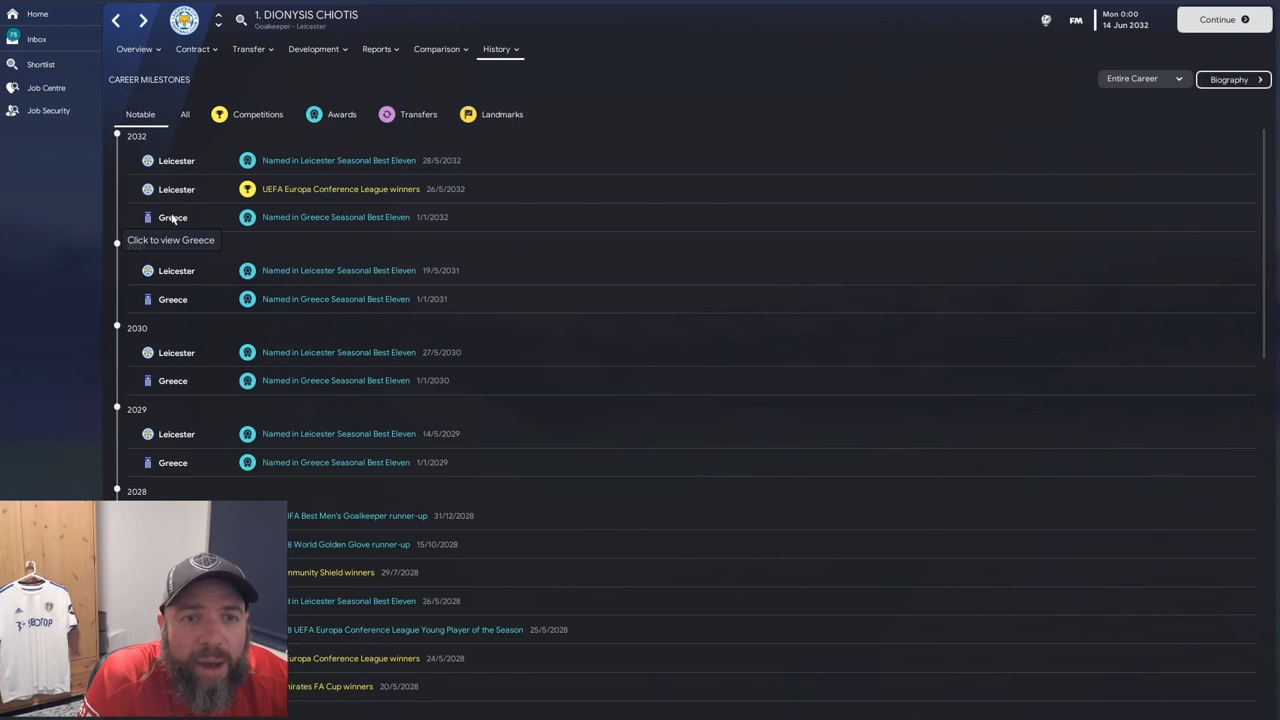 Home
75
Inbox
Shortlist
Job Centre
Job Security
1. DIONYSIS CHIOTIS
Goalkeeper - Leicester
FM
Mon 0:00
14 Jun 2032
Continue
Overview
Contract
Transfer
Development
Reports
Comparison
History
CAREER MILESTONES
Entire Career
Biography
Notable
All
Competitions
Awards
Transfers
Landmarks
2032
Leicester Named in Leicester Seasonal Best Eleven 28/5/2032
Leicester UEFA Europa Conference League winners 26/5/2032
Greece Named in Greece Seasonal Best Eleven 1/1/2032
Click to view Greece
Leicester Named in Leicester Seasonal Best Eleven 19/5/2031
Greece Named in Greece Seasonal Best Eleven 1/1/2031
2030
Leicester Named in Leicester Seasonal Best Eleven 27/5/2030
Greece Named in Greece Seasonal Best Eleven 1/1/2030
2029
Leicester Named in Leicester Seasonal Best Eleven 14/5/2029
Greece Named in Greece Seasonal Best Eleven 1/1/2029
2028
IFA Best Men's Goalkeeper runner-up 31/12/2028
8 World Golden Glove runner-up 15/10/2028
mmunity Shield winners 29/7/2028
d in Leicester Seasonal Best Eleven 26/5/2028
8 UEFA Europa Conference League Young Player of the Season 25/5/2028
Europa Conference League winners 24/5/2028
mirates FA Cup winners 20/5/2028